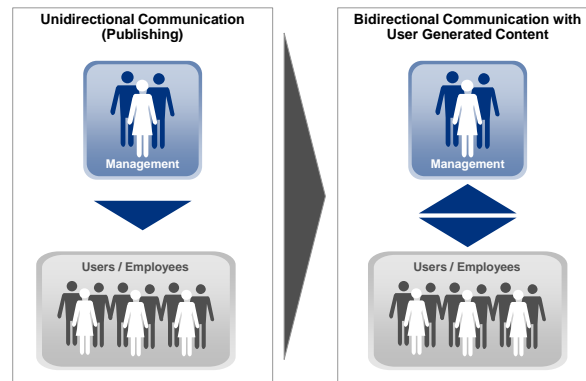 Unidirectional Communication
(Publishing)
Management
Users / Employees
Bidirectional Communication with
User Generated Content
Management
Users / Employees